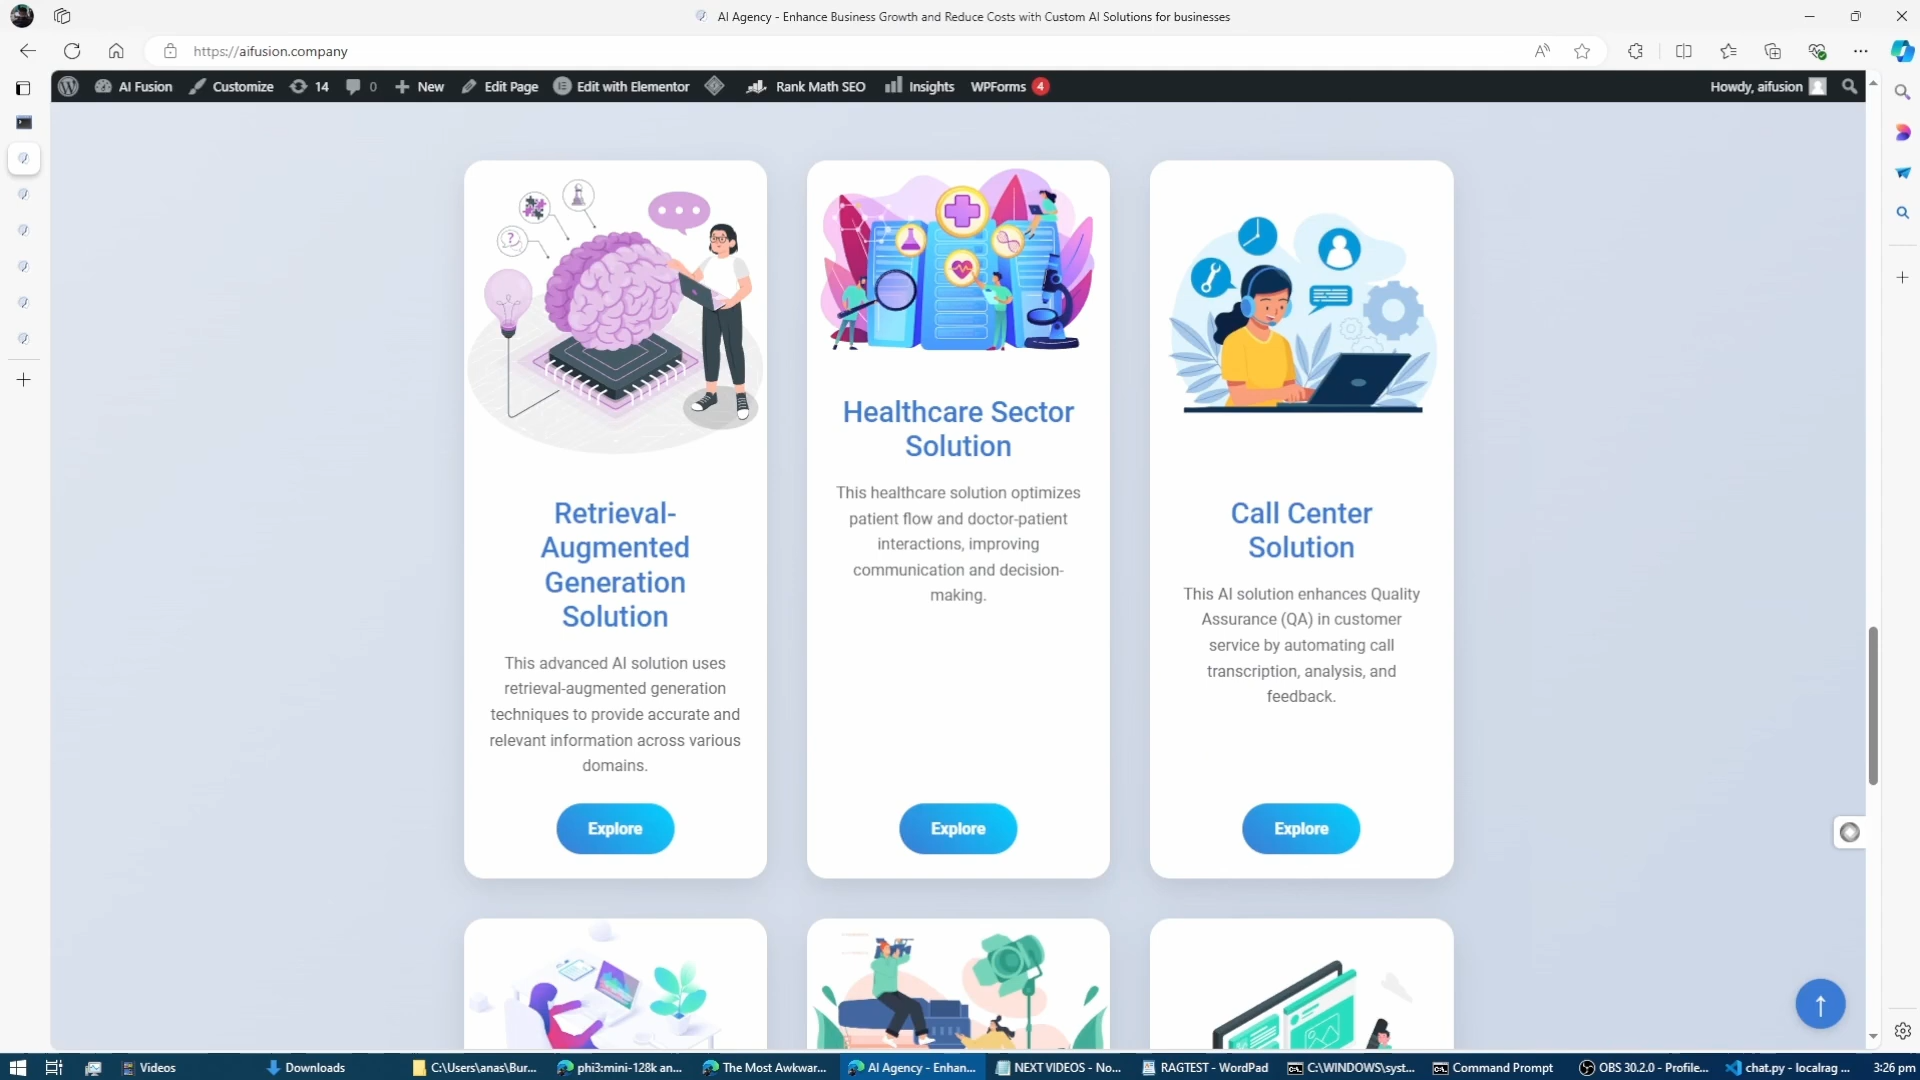 AI Agency - Enhance Business Growth and Reduce Costs with Custom AI Solutions for businesses
https://aifusion.company
AI Fusion
Customize
14
0
New
Edit Page
Edit with Elementor
Rank Math SEO
Insights
WPForms 4
Howdy, aifusion
Retrieval-
Augmented
Generation
Solution
This advanced AI solution uses
retrieval-augmented generation
techniques to provide accurate and
relevant information across various
domains.
Explore
Healthcare Sector
Solution
This healthcare solution optimizes
patient flow and doctor-patient
interactions, improving
communication and decision-
making.
Explore
Call Center
Solution
This AI solution enhances Quality
Assurance (QA) in customer
service by automating call
transcription, analysis, and
feedback.
Explore
Videos
Downloads
C:\Users\anas\Bur...
phi3:mini-128k an...
The Most Awkwar...
AI Agency - Enhan...
NEXT VIDEOS - No...
RAGTEST - WordPad
C:\WINDOWS\syst...
Command Prompt
OBS 30.2.0 - Profile...
chat.py - localrag ...
3:26 pm